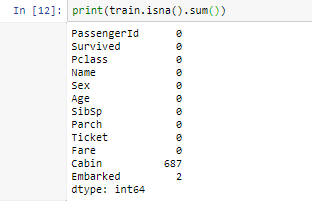 In [12]: print(train.isna().sum())
PassengerId 0
Survived 0
Pclass 0
Name 0
Sex 0
Age 0
SibSp 0
Parch 0
Ticket 0
Fare 0
Cabin 687
Embarked 2
dtype: int64